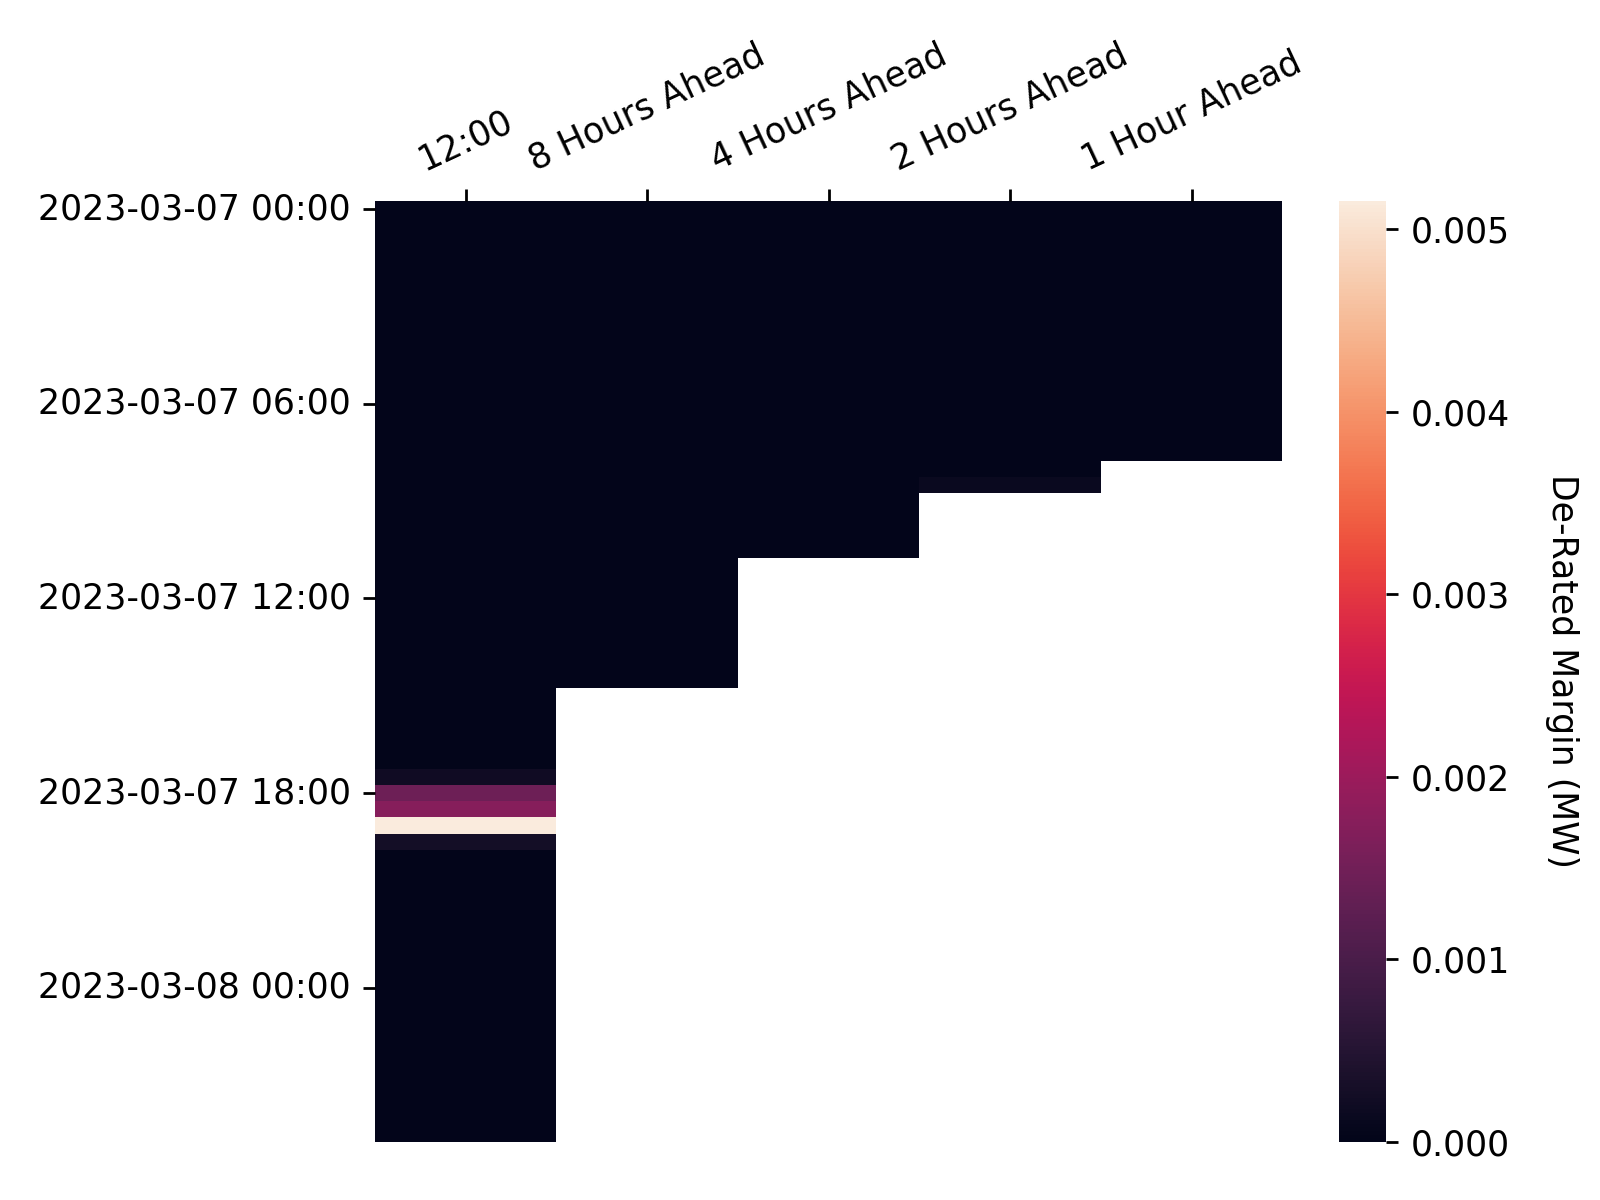 12:00
8 Hours Ahead
4 Hours Ahead
2 Hours Ahead
1 Hour Ahead
2023-03-07 00:00
2023-03-07 06:00
2023-03-07 12:00
2023-03-07 18:00
2023-03-08 00:00
0.005
0.004
0.003
0.002
0.001
0.000
De-Rated Margin (MW)